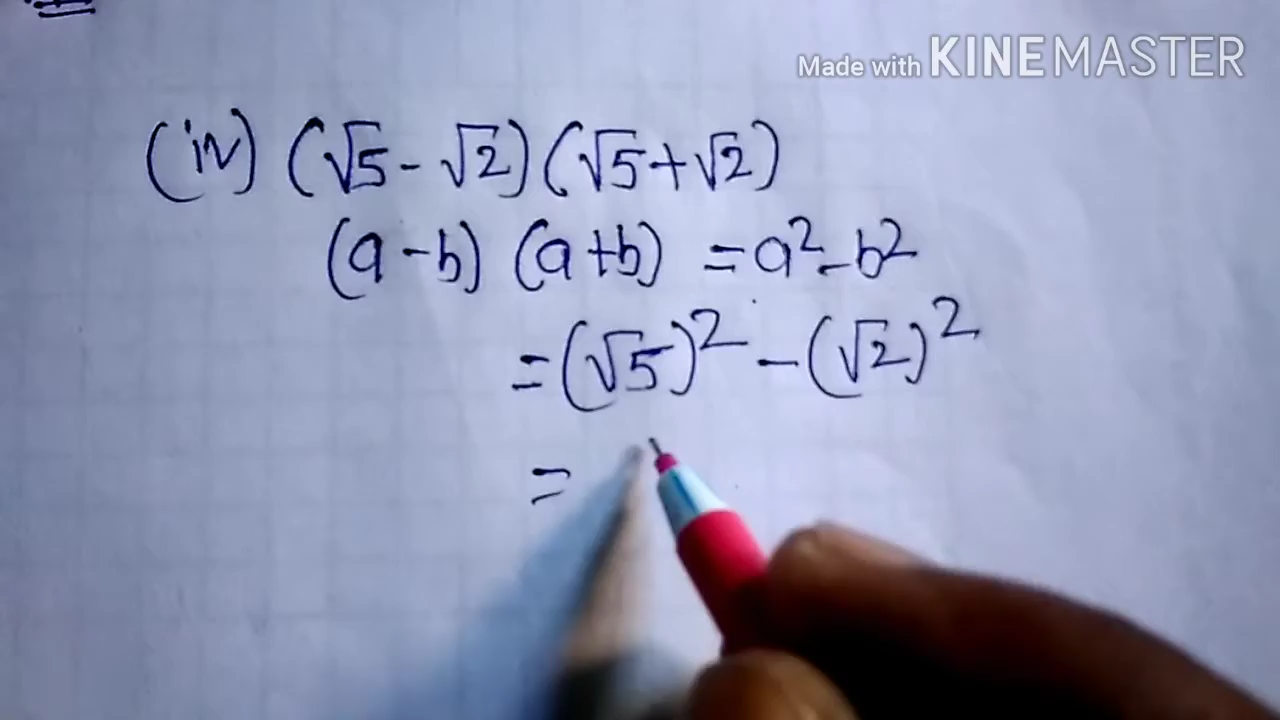 Made with KINEMASTER
(iv) (√5 - √2)(√5 + √2)
(a - b) (a + b) = a² - b²
= (√5)² - (√2)²
=